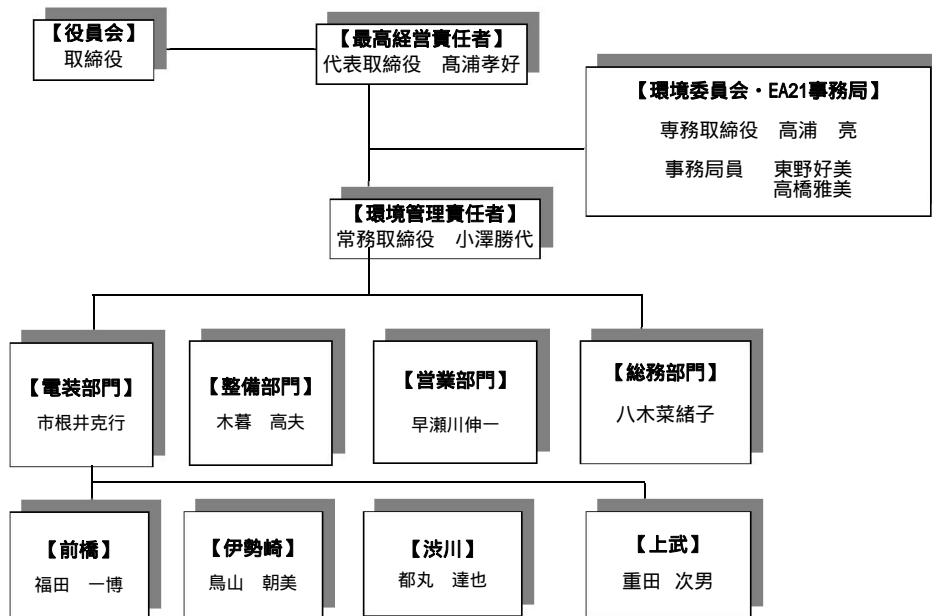 【役員会】
取締役
【最高経営責任者】
代表取締役　髙浦孝好
【環境委員会・EA21事務局】
専務取締役　高浦　亮
事務局員　東野好美
高橋雅美
【環境管理責任者】
常務取締役　小澤勝代
【電装部門】
市根井克行
【整備部門】
木暮　高夫
【営業部門】
早瀬川伸一
【総務部門】
八木菜緒子
【前橋】
福田　一博
【伊勢崎】
鳥山　朝美
【渋川】
都丸　達也
【上武】
重田　次男